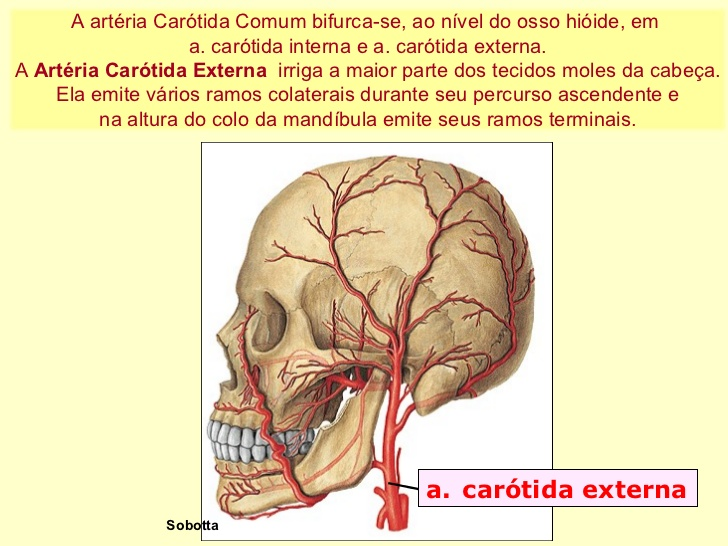 A artéria Carótida Comum bifurca-se, ao nível do osso hióide, em
a. carótida interna e a. carótida externa.
A Artéria Carótida Externa irriga a maior parte dos tecidos moles da cabeça.
Ela emite vários ramos colaterais durante seu percurso ascendente e
na altura do colo da mandíbula emite seus ramos terminais.
a. carótida externa
Sobotta